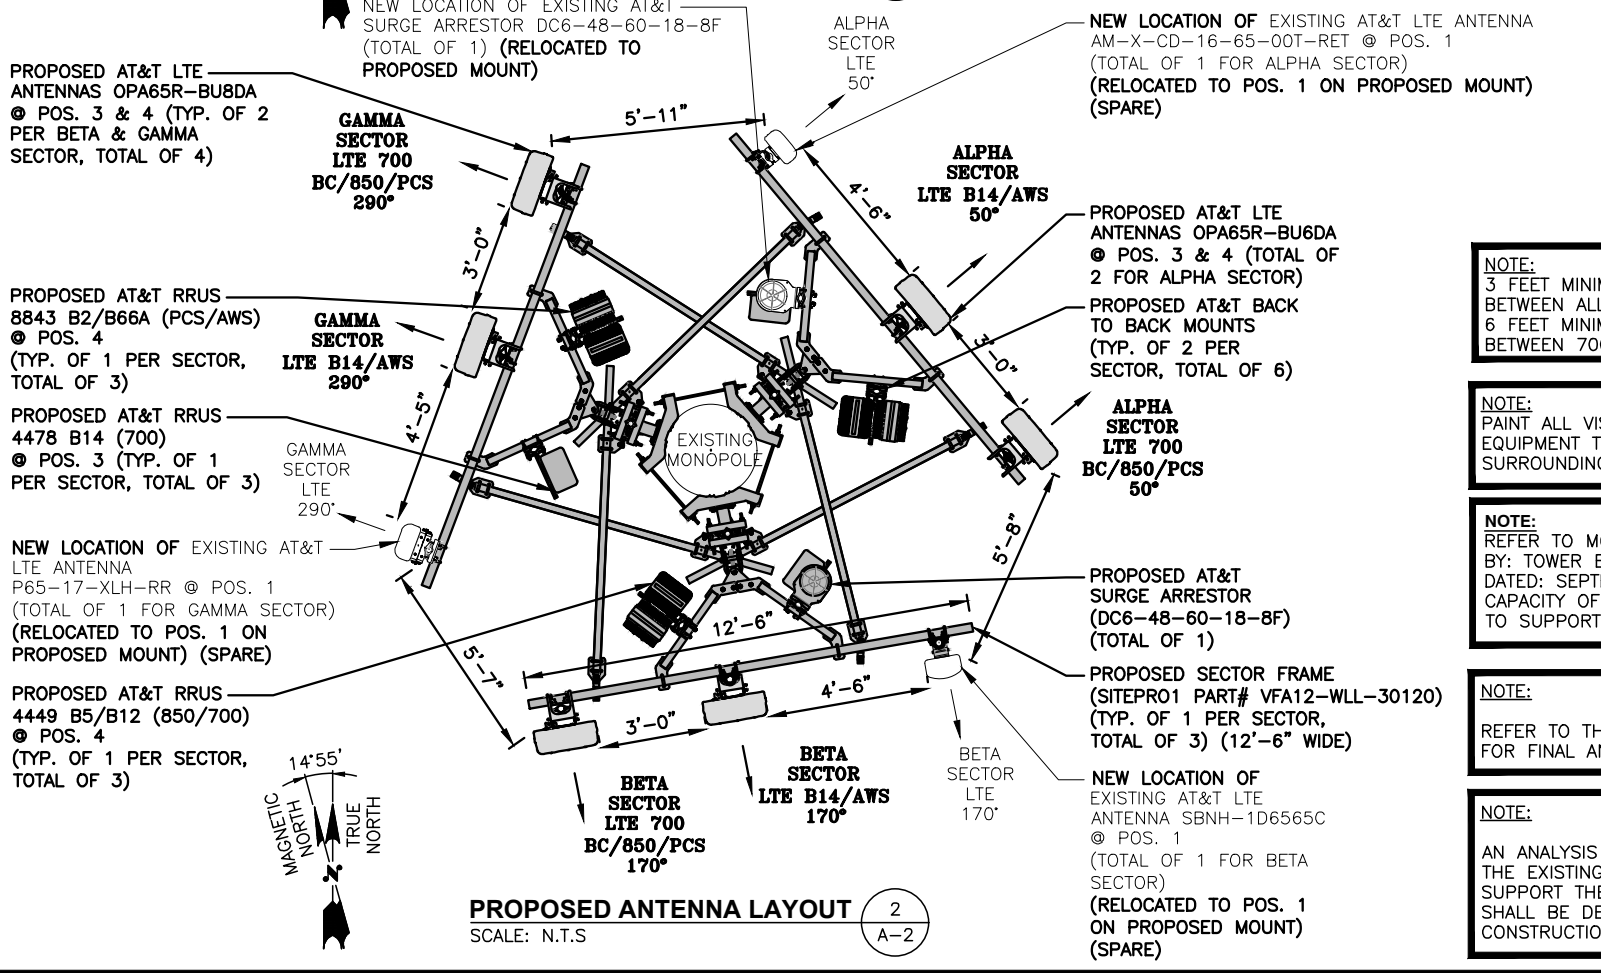 NEW LOCATION OF EXISTING AT&T
SURGE ARRESTOR DC6-48-60-18-8F
(TOTAL OF 1) (RELOCATED TO
PROPOSED MOUNT)
PROPOSED AT&T LTE
ANTENNAS OPA65R-BU8DA
@ POS. 3 & 4 (TYP. OF 2
PER BETA & GAMMA
SECTOR, TOTAL OF 4)
GAMMA
SECTOR
LTE 700
BC/850/PCS
290°
5'-11"
ALPHA
SECTOR
LTE
50°
NEW LOCATION OF EXISTING AT&T LTE ANTENNA
AM-X-CD-16-65-00T-RET @ POS. 1
(TOTAL OF 1 FOR ALPHA SECTOR)
(RELOCATED TO POS. 1 ON PROPOSED MOUNT)
(SPARE)
ALPHA
SECTOR
LTE B14/AWS
50°
4'-6"
3'-0"
PROPOSED AT&T LTE
ANTENNAS OPA65R-BU6DA
@ POS. 3 & 4 (TOTAL OF
2 FOR ALPHA SECTOR)
PROPOSED AT&T RRUS
8843 B2/B66A (PCS/AWS)
@ POS. 4
(TYP. OF 1 PER SECTOR,
TOTAL OF 3)
GAMMA
SECTOR
LTE B14/AWS
290°
PROPOSED AT&T BACK
TO BACK MOUNTS
(TYP. OF 2 PER
SECTOR, TOTAL OF 6)
3'-0"
4'-5"
PROPOSED AT&T RRUS
4478 B14 (700)
@ POS. 3 (TYP. OF 1
PER SECTOR, TOTAL OF 3)
GAMMA
SECTOR
LTE
290°
EXISTING
MONOPOLE
ALPHA
SECTOR
LTE 700
BC/850/PCS
50°
5'-8"
NEW LOCATION OF EXISTING AT&T
LTE ANTENNA
P65-17-XLH-RR @ POS. 1
(TOTAL OF 1 FOR GAMMA SECTOR)
(RELOCATED TO POS. 1 ON
PROPOSED MOUNT) (SPARE)
5'-7"
12'-6"
PROPOSED AT&T
SURGE ARRESTOR
(DC6-48-60-18-8F)
(TOTAL OF 1)
PROPOSED AT&T RRUS
4449 B5/B12 (850/700)
@ POS. 4
(TYP. OF 1 PER SECTOR,
TOTAL OF 3)
3'-0"
4'-6"
PROPOSED SECTOR FRAME
(SITEPRO1 PART# VFA12-WLL-30120)
(TYP. OF 1 PER SECTOR,
TOTAL OF 3) (12'-6" WIDE)
14°55'
MAGNETIC
NORTH
TRUE
NORTH
N
BETA
SECTOR
LTE 700
BC/850/PCS
170°
BETA
SECTOR
LTE B14/AWS
170°
BETA
SECTOR
LTE
170°
NEW LOCATION OF
EXISTING AT&T LTE
ANTENNA SBNH-1D6565C
@ POS. 1
(TOTAL OF 1 FOR BETA
SECTOR)
(RELOCATED TO POS. 1
ON PROPOSED MOUNT)
(SPARE)
PROPOSED ANTENNA LAYOUT
2
SCALE: N.T.S
A-2
NOTE:
3 FEET
BETWEEN
6 FEET
BETWEEN
NOTE:
PAINT ALL
EQUIPMENT
NOTE:
REFER TO
BY: TOWER
DATED:
CAPACITY OF
TO SUPPORT
NOTE:
REFER TO
FOR FINAL
NOTE:
AN ANALYSIS
THE EXISTING
SUPPORT
SHALL BE